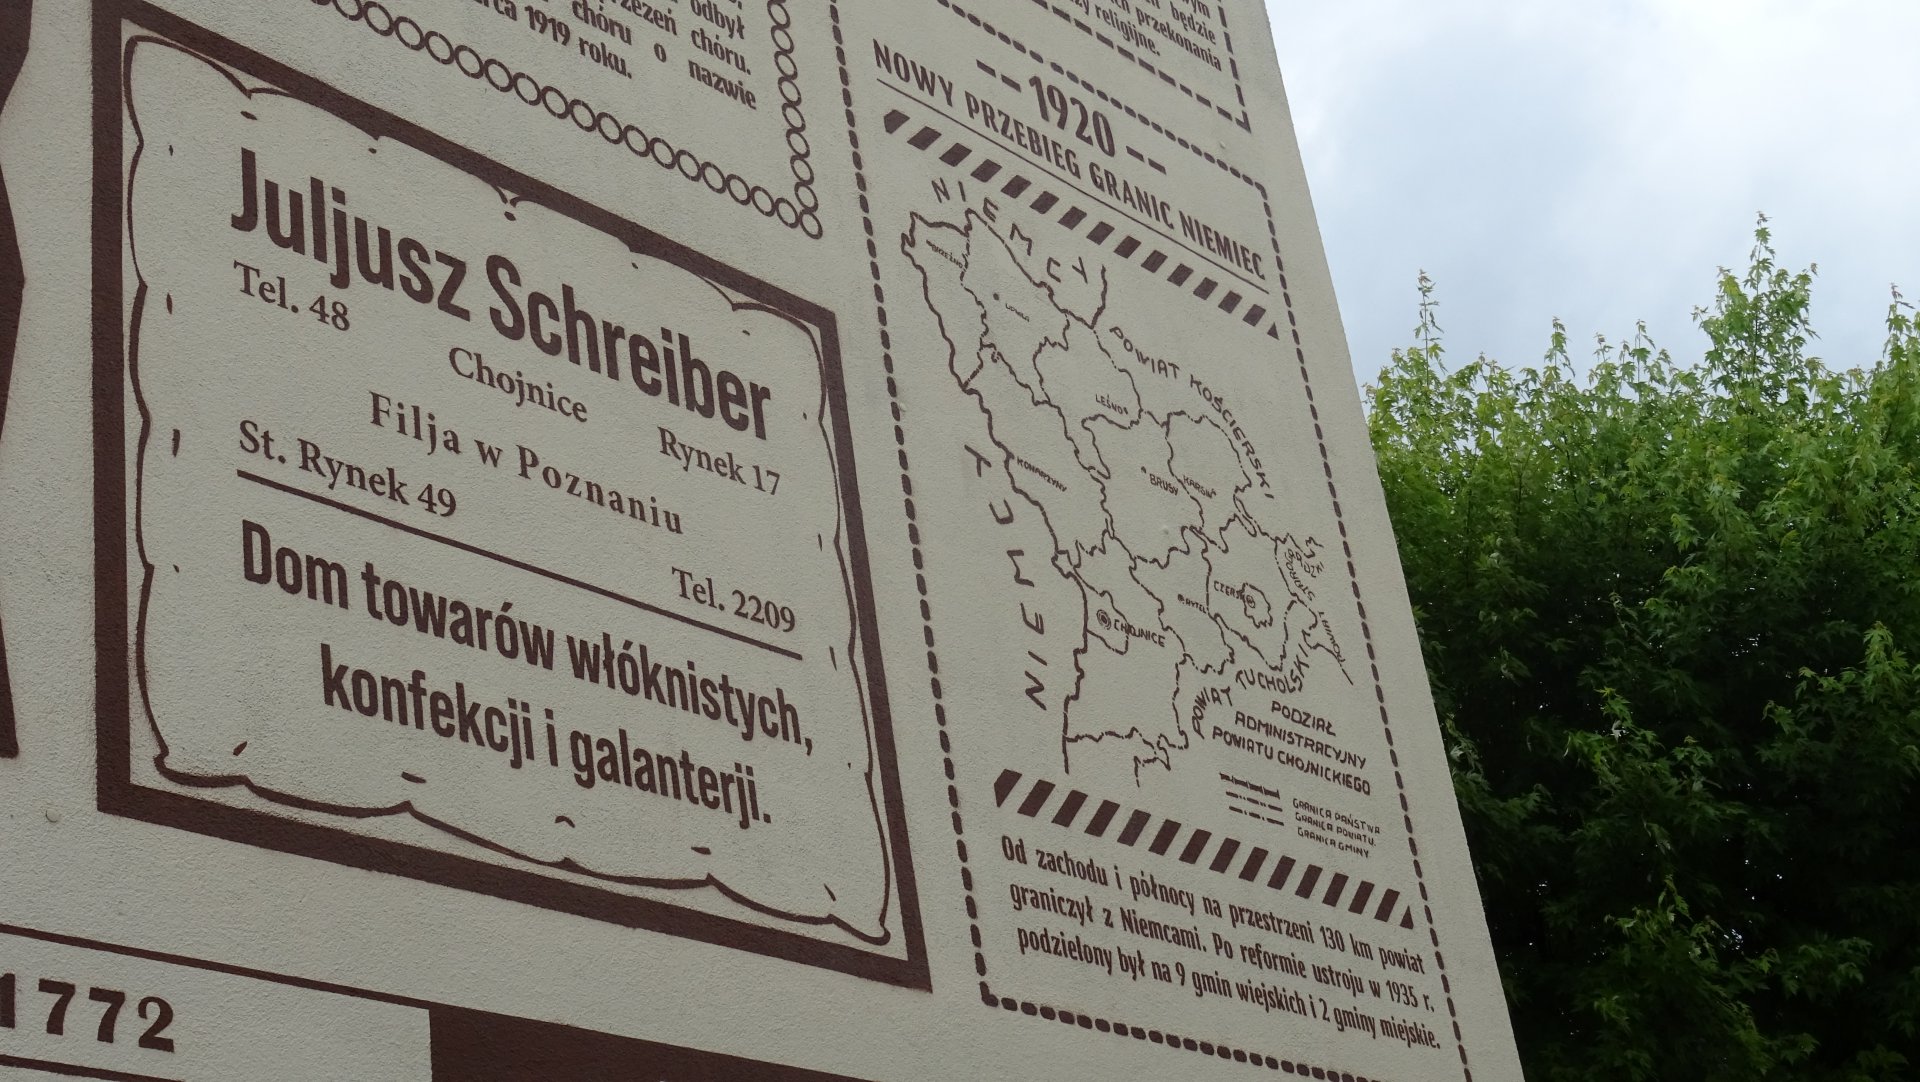 odbył
chóru.
chóru o nazwie
1919 roku.
Juljusz Schreiber
Tel. 48
Chojnice
Rynek 17
Filja w Poznaniu
St. Rynek 49
Tel. 2209
Dom towarów włóknistych,
konfekcji i galanterji.
1772
będzie
przekonania
religijne.
--1920--
NOWY PRZEBIEG GRANIC NIEMIEC
NIEMCY
POWIAT KOŚCIERSKI
LEŚNO
KONARZYNY
BRUSY
KARSIN
NIEMCY
CZERSK
RYTEL
CHOJNICE
POWIAT TUCHOLSKI
PODZIAŁ
ADMINISTRACYJNY
POWIATU CHOJNICKIEGO
GRANICA PAŃSTWA
GRANICA POWIATU
GRANICA GMINY
Od zachodu i północy na przestrzeni 130 km powiat
graniczył z Niemcami. Po reformie ustroju w 1935 r.
podzielony był na 9 gmin wiejskich i 2 gminy miejskie.